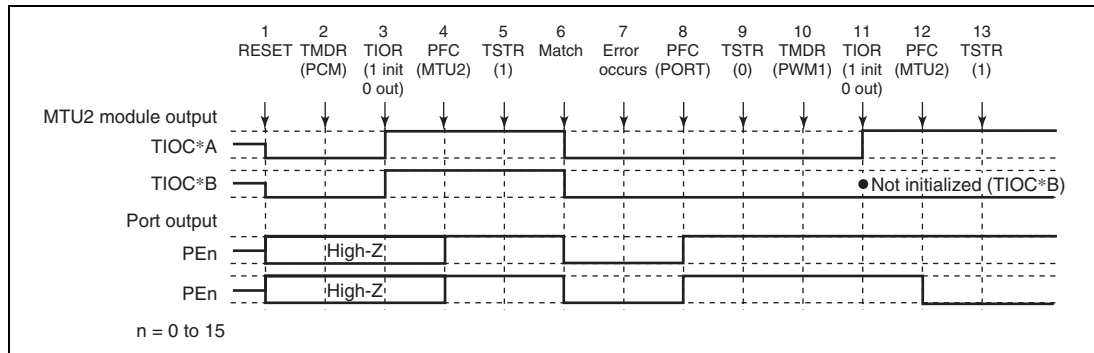 1 2 3 4 5 6 7 8 9 10 11 12 13
RESET TMDR TIOR PFC TSTR Match Error PFC TSTR TMDR TIOR PFC TSTR
(PCM) (1 init (MTU2) (1) occurs (PORT) (0) (PWM1) (1 init (MTU2) (1)
0 out) 0 out)
MTU2 module output
TIOC*A
TIOC*B
● Not initialized (TIOC*B)
Port output
PEn
High-Z
PEn
High-Z
n = 0 to 15